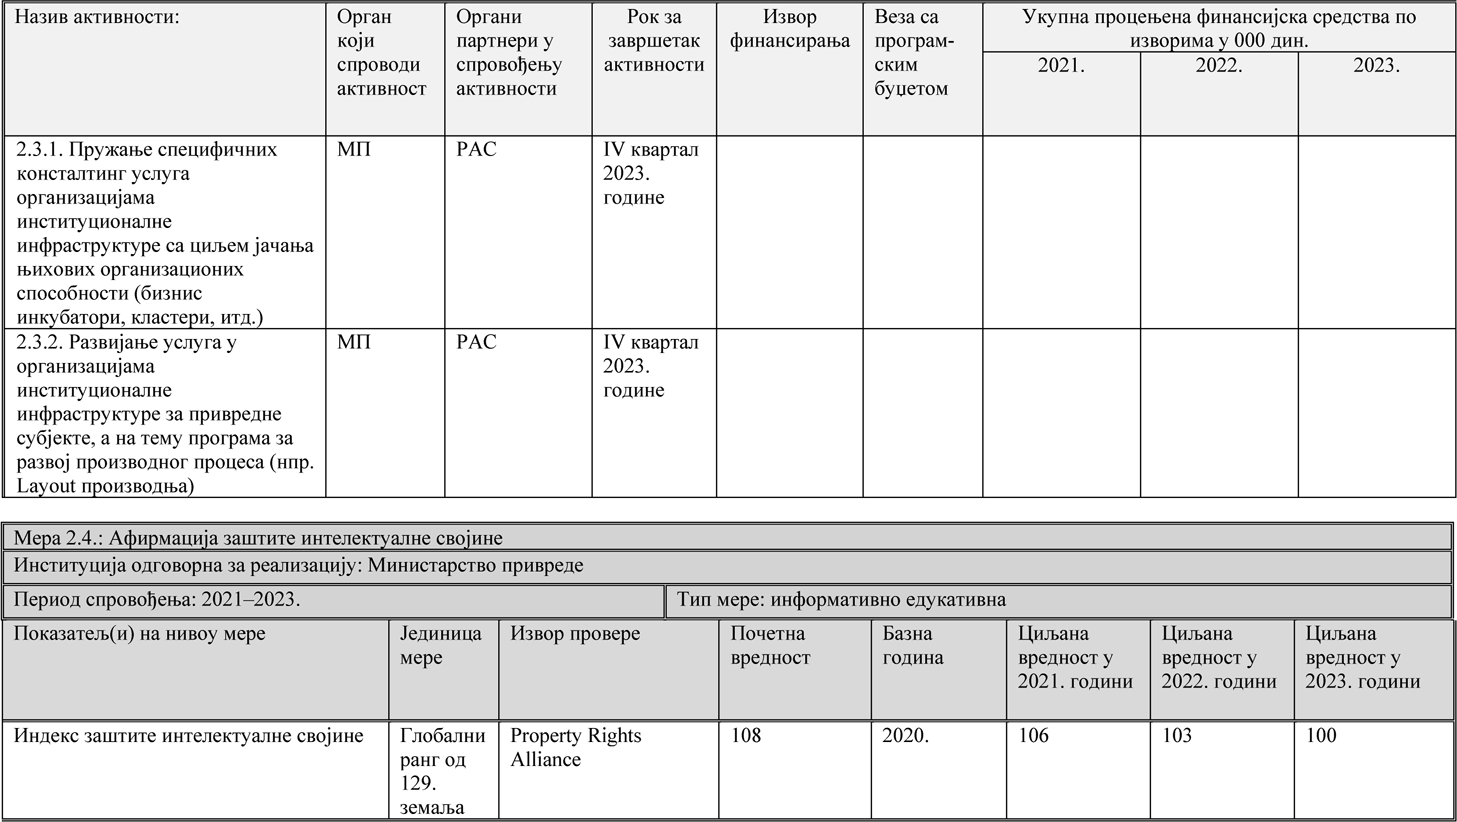 Назив активности:
Орган
који
спроводи
активност
Органи
партнери у
спровођењу
активности
Рок за
завршетак
активности
Извор
финансирања
Веза са
програм-
ским
буџетом
Укупна процењена финансијска средства по
изворима у 000 дин.
2021.
2022.
2023.
2.3.1. Пружање специфичних
консалтинг услуга
организацијама
институционалне
инфраструктуре са циљем јачања
њихових организационих
способности (бизнис
инкубатори, кластери, итд.)
МП
РАС
IV квартал
2023.
године
2.3.2. Развијање услуга у
организацијама
институционалне
инфраструктуре за привредне
субјекте, а на тему програма за
развој производног процеса (нпр.
Layout производња)
МП
РАС
IV квартал
2023.
године
Мера 2.4.: Афирмација заштите интелектуалне својине
Институција одговорна за реализацију: Министарство привреде
Период спровођења: 2021–2023.
Тип мере: информативно едукативна
Показатељ(и) на нивоу мере
Јединица
мере
Извор провере
Почетна
вредност
Базна
година
Циљана
вредност у
2021. години
Циљана
вредност у
2022. години
Циљана
вредност у
2023. години
Индекс заштите интелектуалне својине
Глобални
ранг од
129.
земаља
Property Rights
Alliance
108
2020.
106
103
100